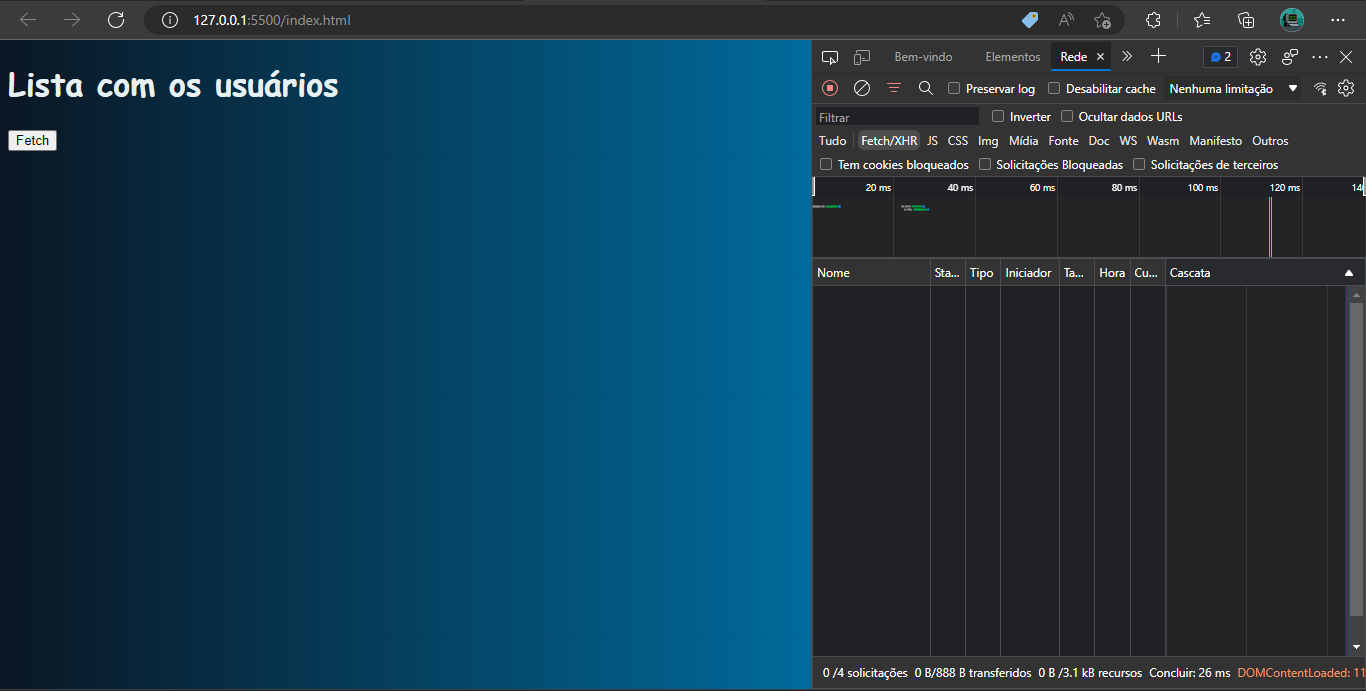 127.0.0.1:5500/index.html
Lista com os usuários
Fetch
Bem-vindo Elementos Rede 2
Preservar log Desabilitar cache Nenhuma limitação
Filtrar Inverter Ocultar dados URLs
Tudo Fetch/XHR JS CSS Img Mídia Fonte Doc WS Wasm Manifesto Outros
Tem cookies bloqueados Solicitações Bloqueadas Solicitações de terceiros
20 ms 40 ms 60 ms 80 ms 100 ms 120 ms 140
Nome Sta... Tipo Iniciador Ta... Hora Cu... Cascata
0 /4 solicitações 0 B/888 B transferidos 0 B /3.1 kB recursos Concluir: 26 ms DOMContentLoaded: 11